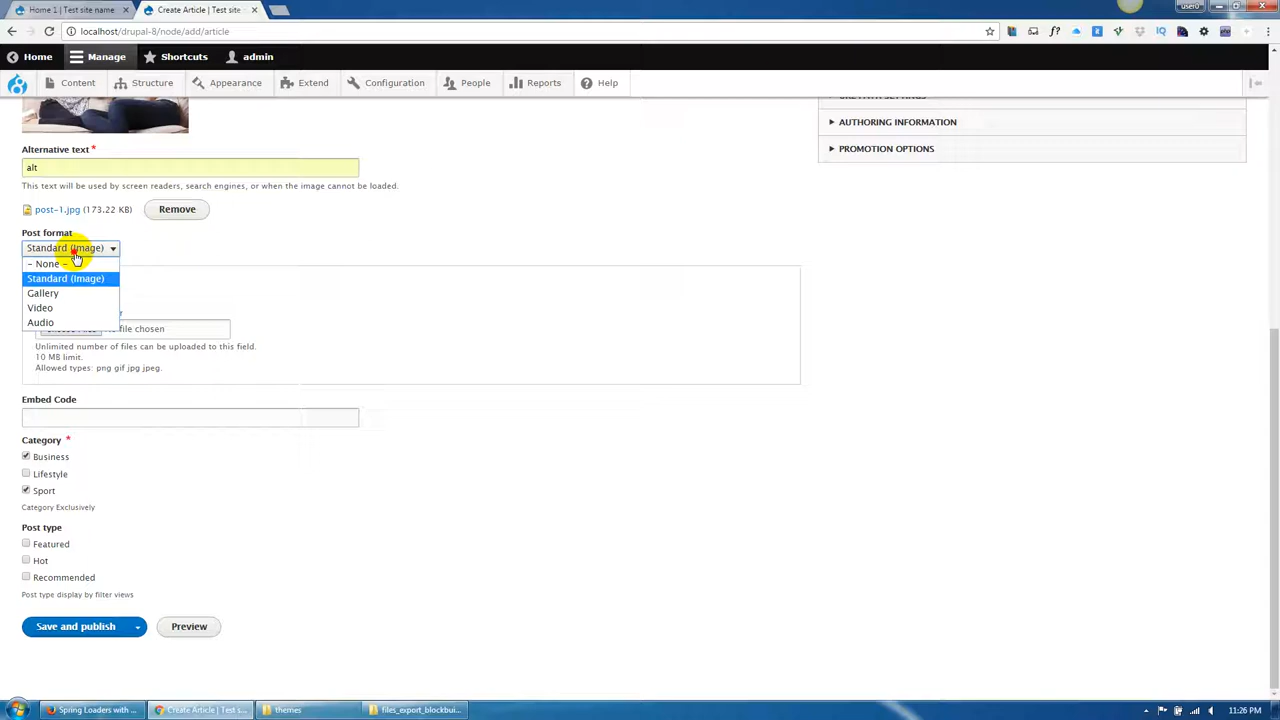 Home 1 | Test site name
Create Article | Test site
user0
localhost/drupal-8/node/add/article
Home
Manage
Shortcuts
admin
Content
Structure
Appearance
Extend
Configuration
People
Reports
Help
AUTHORING INFORMATION
PROMOTION OPTIONS
Alternative text *
alt
This text will be used by screen readers, search engines, or when the image cannot be loaded.
post-1.jpg (173.22 KB)
Remove
Post format
Standard (Image)
- None -
Standard (Image)
Gallery
Video
Audio
file chosen
Unlimited number of files can be uploaded to this field.
10 MB limit.
Allowed types: png gif jpg jpeg.
Embed Code
Category *
Business
Lifestyle
Sport
Category Exclusively
Post type
Featured
Hot
Recommended
Post type display by filter views
Save and publish
Preview
Spring Loaders with ...
Create Article | Test s...
themes
files_export_blockbui...
11:26 PM